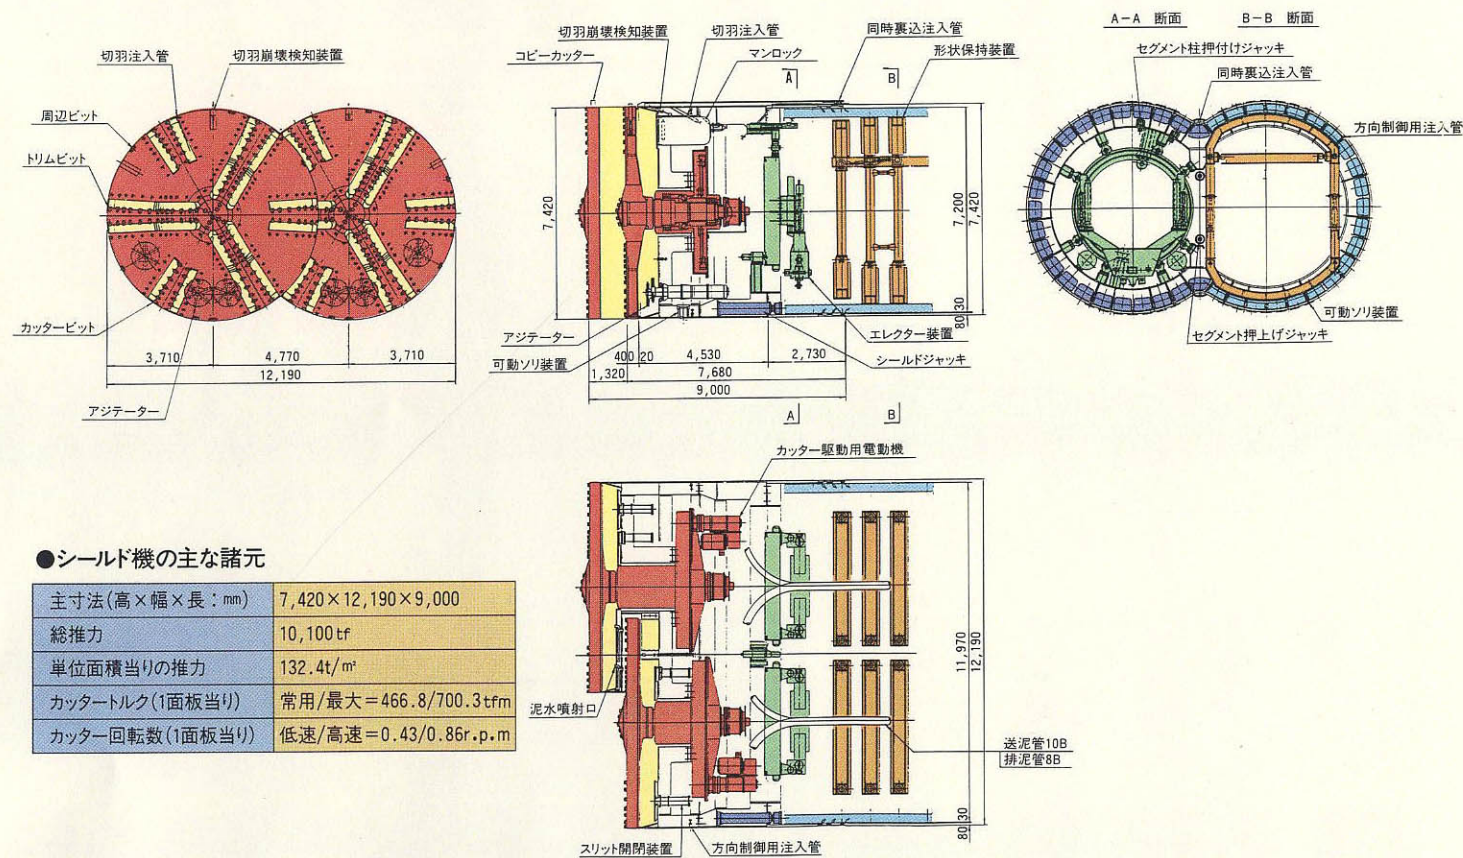 切羽注入管
切羽崩壊検知装置
周辺ビット
トリムビット
カッタービット
3,710
4,770
3,710
12,190
アジテーター
切羽崩壊検知装置
切羽注入管
同時裏込注入管
コピーカッター
マンロック
形状保持装置
A
B
7,420
7,200
7,420
80
30
アジテーター
エレクター装置
可動ソリ装置
シールドジャッキ
400
20
4,530
2,730
1,320
7,680
9,000
A
B
A-A 断面
B-B 断面
セグメント柱押付けジャッキ
同時裏込注入管
方向制御用注入管
可動ソリ装置
セグメント押上げジャッキ
カッター駆動用電動機
泥水噴射口
11,970
12,190
送泥管10B
排泥管8B
80
30
スリット開閉装置
方向制御用注入管
●シールド機の主な諸元
主寸法(高×幅×長:mm) 7,420×12,190×9,000
総推力 10,100tf
単位面積当りの推力 132.4t/㎡
カッタートルク(1面板当り) 常用/最大=466.8/700.3tfm
カッター回転数(1面板当り) 低速/高速=0.43/0.86r.p.m